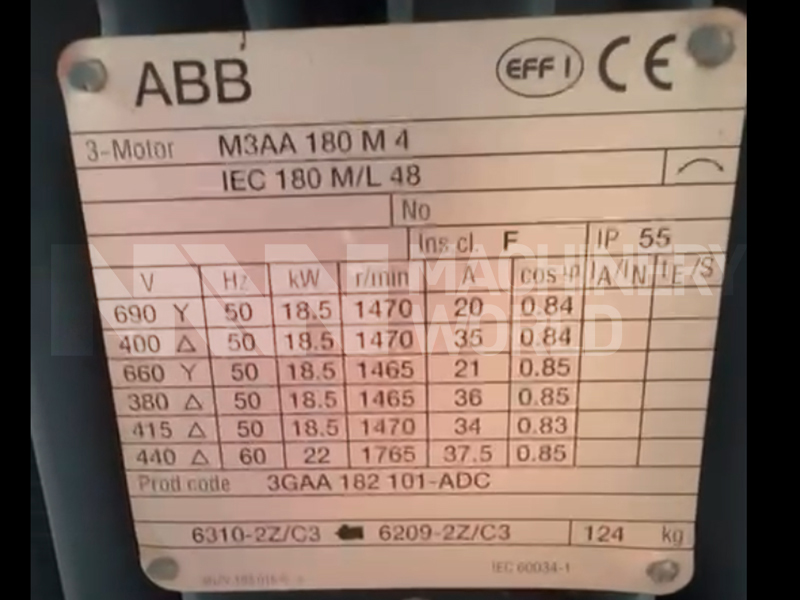 ABB EFF 1 CE
3-Motor M3AA 180 M 4
IEC 180 M/L 48
No
Ins cl. F IP 55
V Hz kW r/min A cos φ IA/IN tE/S
690 Y 50 18.5 1470 20 0.84
400 Δ 50 18.5 1470 35 0.84
660 Y 50 18.5 1465 21 0.85
380 Δ 50 18.5 1465 36 0.85
415 Δ 50 18.5 1470 34 0.83
440 Δ 60 22 1765 37.5 0.85
Prod code 3GAA 182 101-ADC
6310-2Z/C3 6209-2Z/C3 124 kg
IEC 60034-1
MACHINERY
WORLD